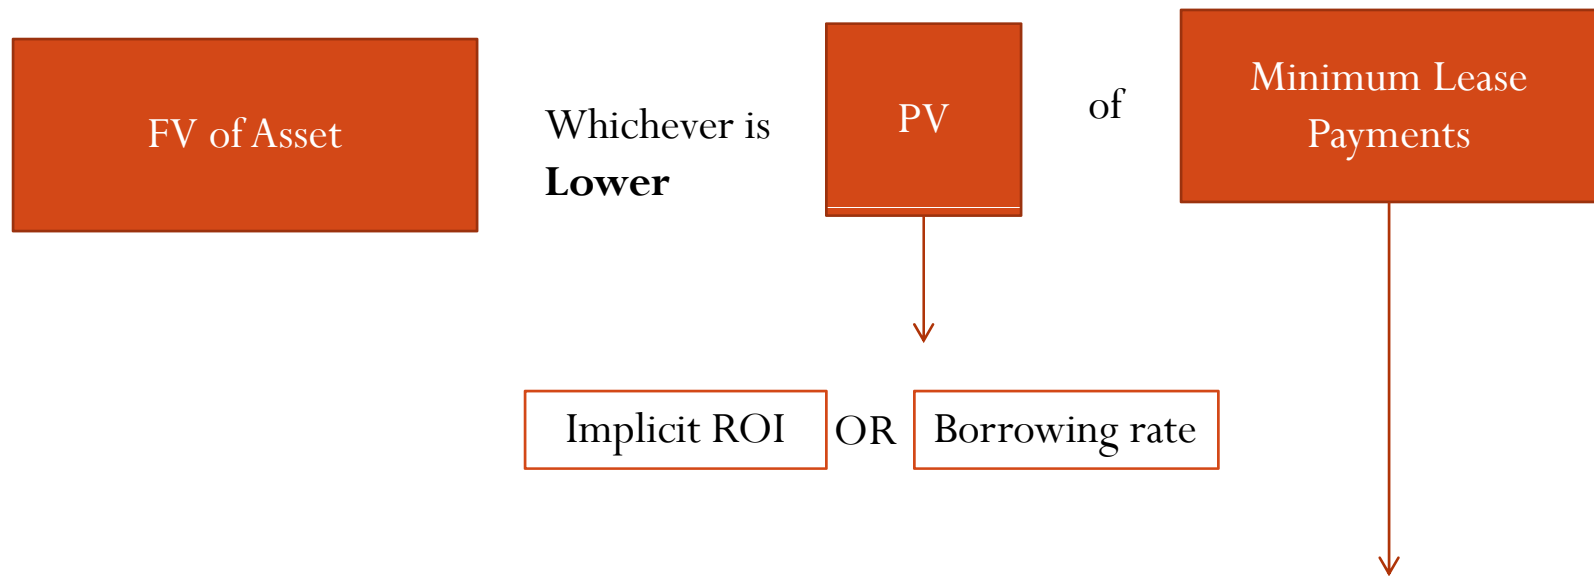 FV of Asset
Whichever is
Lower
PV
of
Minimum Lease
Payments
Implicit ROI
OR
Borrowing rate